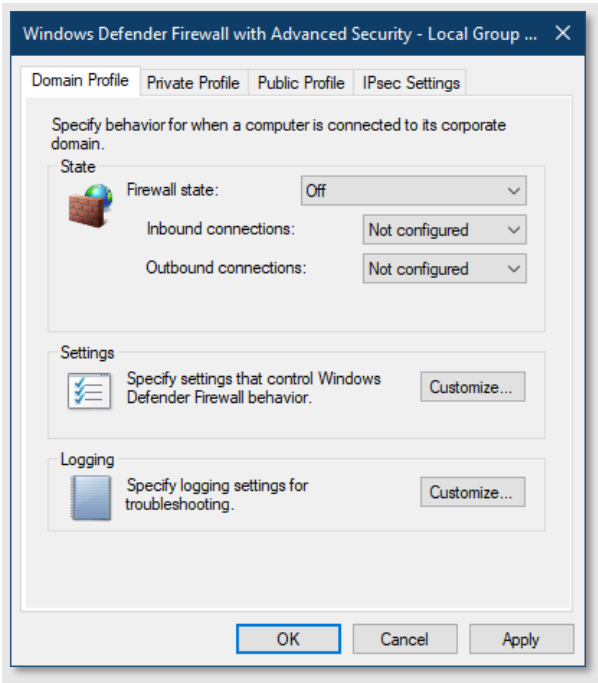 Windows Defender Firewall with Advanced Security - Local Group ...
Domain Profile Private Profile Public Profile IPsec Settings
Specify behavior for when a computer is connected to its corporate
domain.
State
Firewall state: Off
Inbound connections: Not configured
Outbound connections: Not configured
Settings
Specify settings that control Windows
Defender Firewall behavior.
Customize...
Logging
Specify logging settings for
troubleshooting.
Customize...
OK Cancel Apply